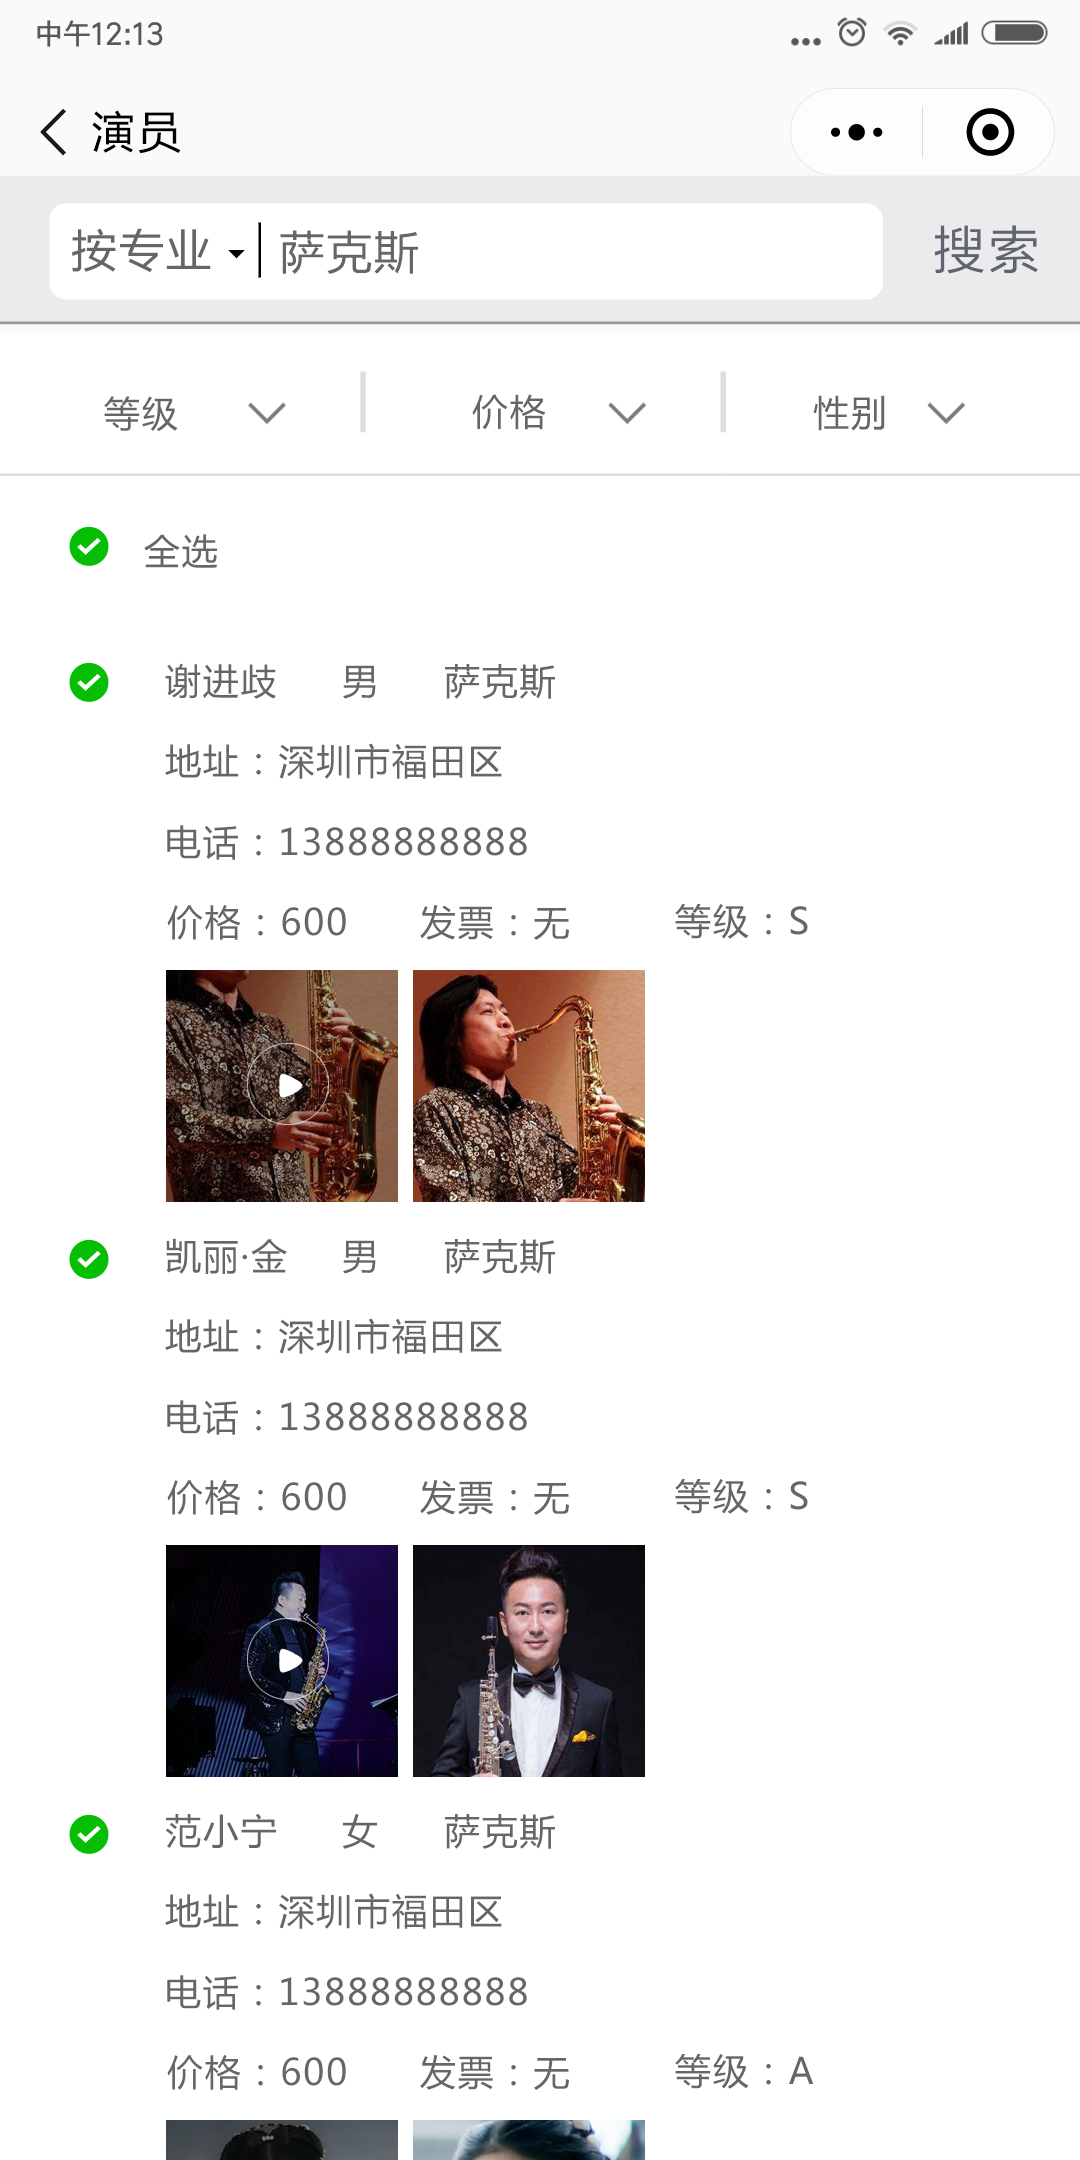 中午12:13
演员
按专业 萨克斯 搜索
等级 价格 性别
全选
谢进歧 男 萨克斯
地址：深圳市福田区
电话：13888888888
价格：600 发票：无 等级：S
凯丽·金 男 萨克斯
地址：深圳市福田区
电话：13888888888
价格：600 发票：无 等级：S
范小宁 女 萨克斯
地址：深圳市福田区
电话：13888888888
价格：600 发票：无 等级：A